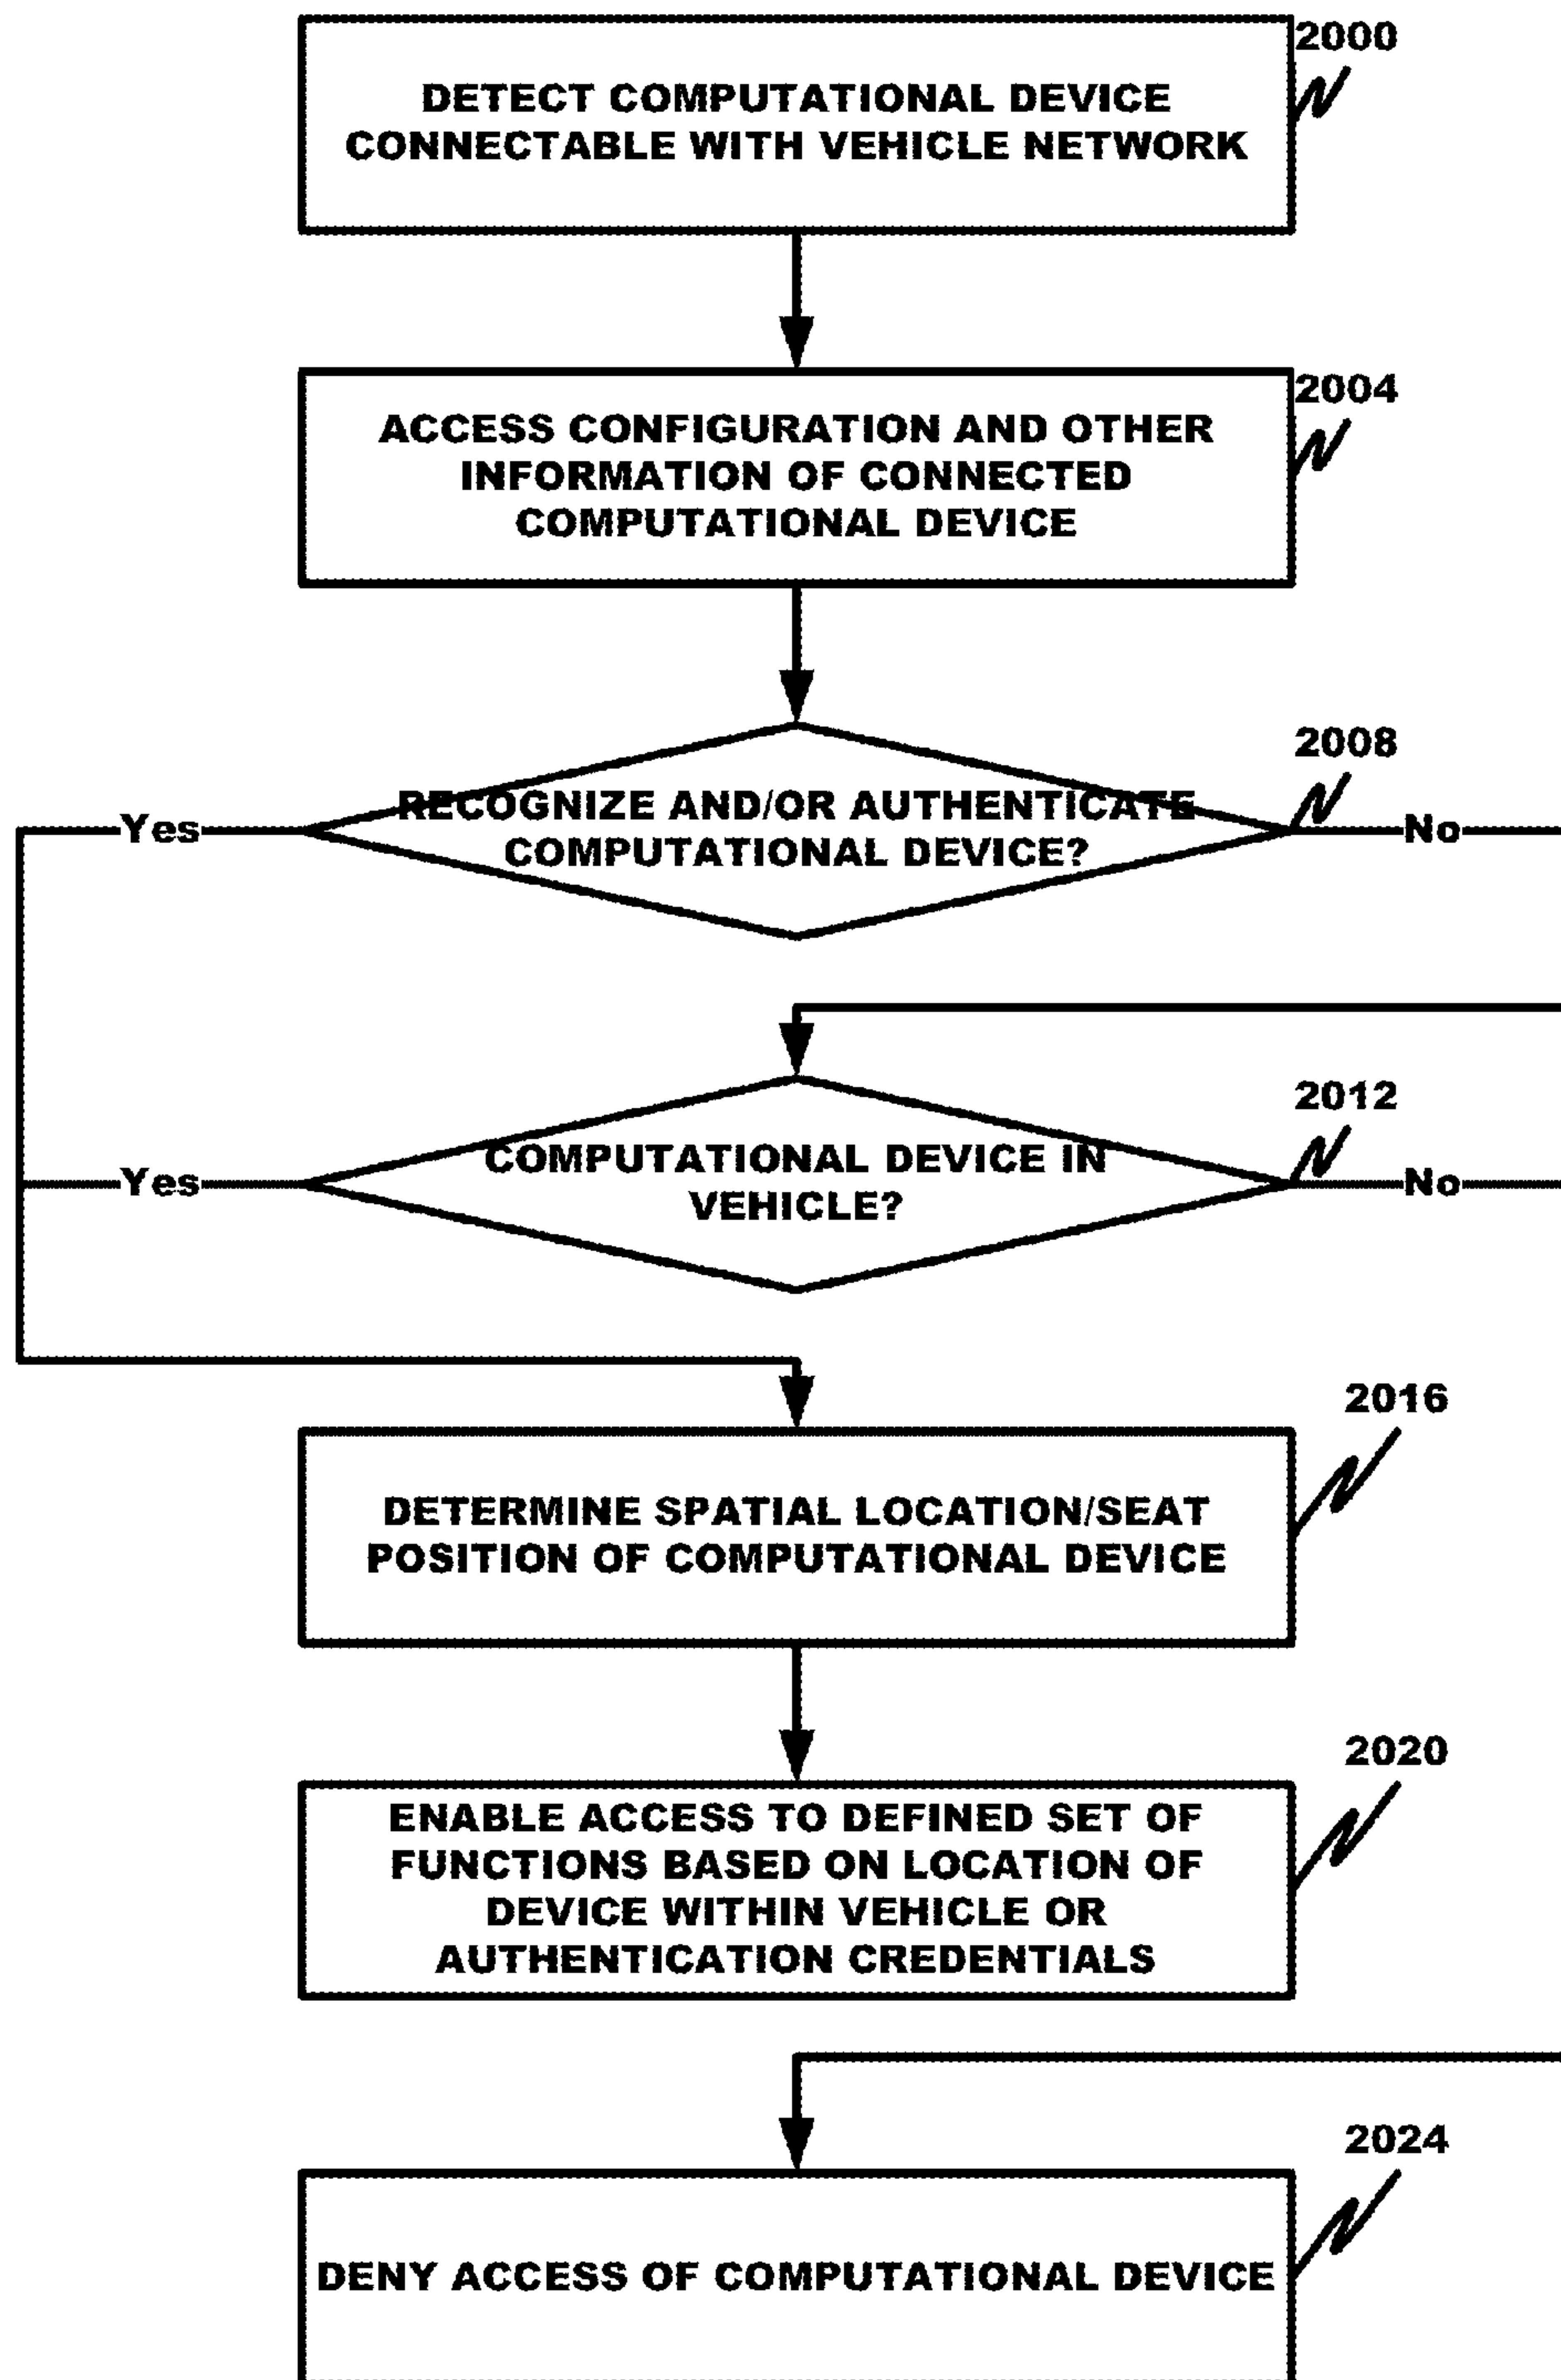 2000
DETECT COMPUTATIONAL DEVICE
CONNECTABLE WITH VEHICLE NETWORK
2004
ACCESS CONFIGURATION AND OTHER
INFORMATION OF CONNECTED
COMPUTATIONAL DEVICE
2008
RECOGNIZE AND/OR AUTHENTICATE
COMPUTATIONAL DEVICE?
Yes
No
2012
COMPUTATIONAL DEVICE IN
VEHICLE?
Yes
No
2016
DETERMINE SPATIAL LOCATION/SEAT
POSITION OF COMPUTATIONAL DEVICE
2020
ENABLE ACCESS TO DEFINED SET OF
FUNCTIONS BASED ON LOCATION OF
DEVICE WITHIN VEHICLE OR
AUTHENTICATION CREDENTIALS
2024
DENY ACCESS OF COMPUTATIONAL DEVICE